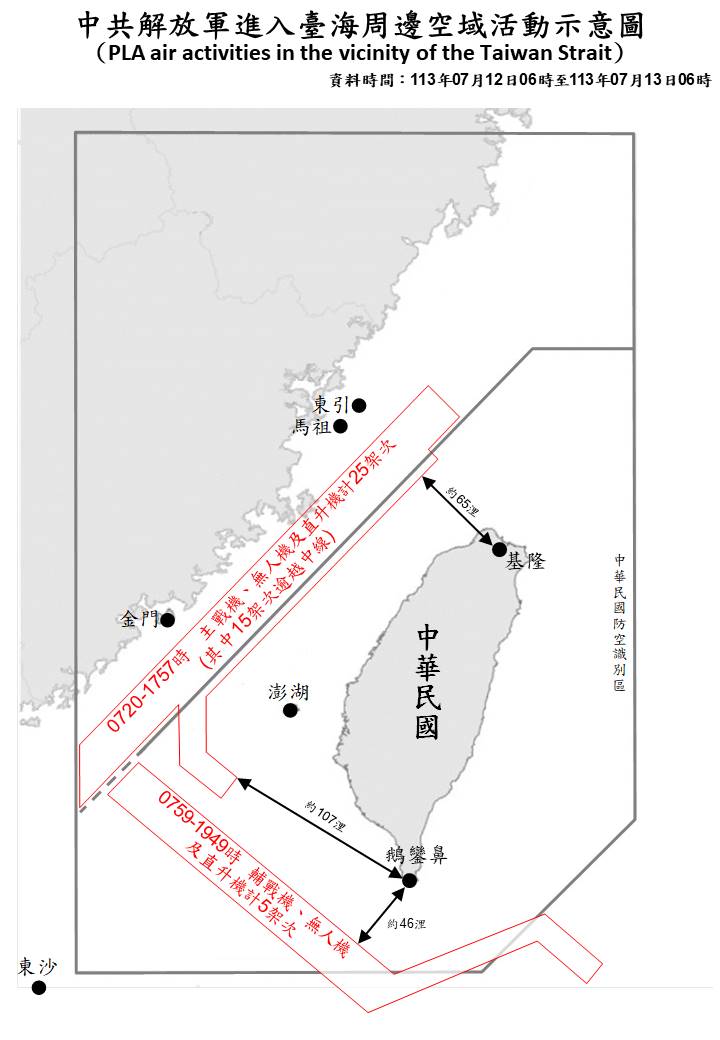 中共解放軍進入臺海周邊空域活動示意圖
（PLA air activities in the vicinity of the Taiwan Strait）
資料時間：113年07月12日06時至113年07月13日06時
東引
馬祖
0720-1757時 主戰機、無人機及直升機計25架次
(其中15架次逾越中線)
約65浬
基隆
中華民國防空識別區
金門
中華民國
澎湖
約107浬
0759-1949時 輔戰機、無人機
及直升機計5架次
鵝鑾鼻
約46浬
東沙